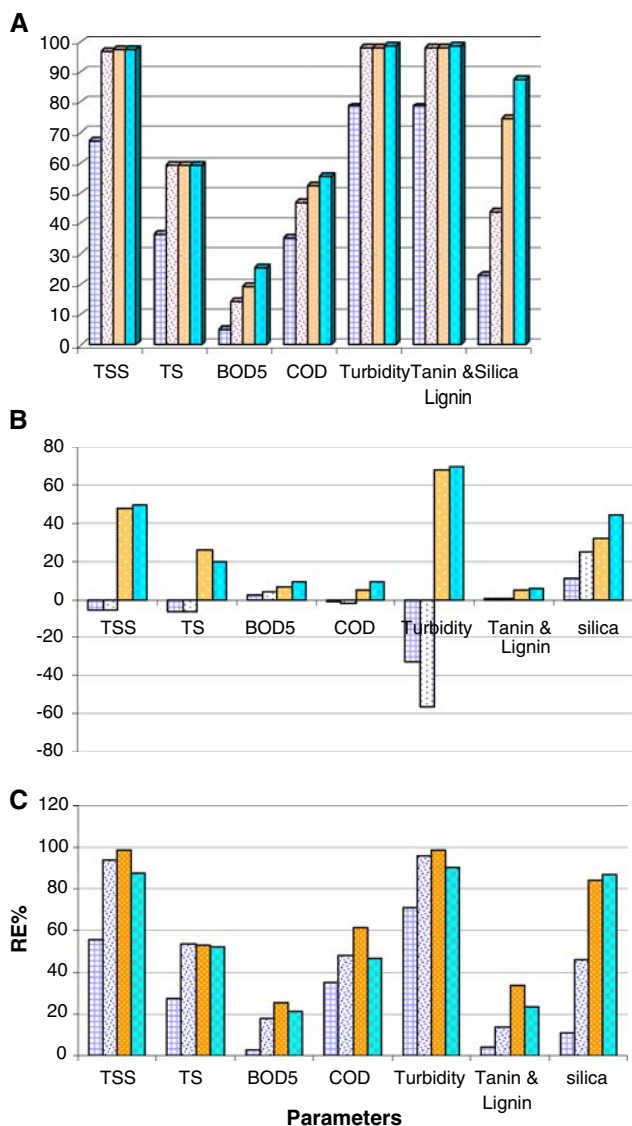 A
100
90
80
70
60
50
40
30
20
10
0
TSS TS BOD5 COD Turbidity Tanin & Silica
Lignin
B
80
60
40
20
0
-20
-40
-60
-80
TSS TS BOD5 COD Turbidity Tanin & silica
Lignin
C
120
100
80
60
40
20
0
RE%
TSS TS BOD5 COD Turbidity Tanin & silica
Lignin
Parameters